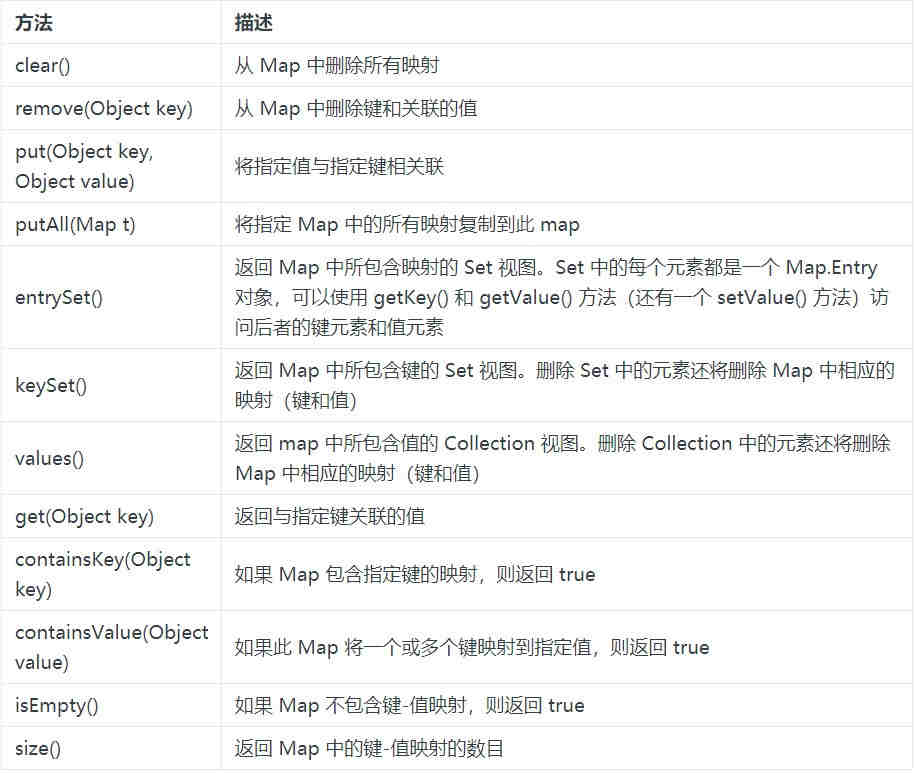 方法 描述
clear() 从 Map 中删除所有映射
remove(Object key) 从 Map 中删除键和关联的值
put(Object key,
Object value)
将指定值与指定键相关联
putAll(Map t) 将指定 Map 中的所有映射复制到此 map
entrySet()
返回 Map 中所包含映射的 Set 视图。Set 中的每个元素都是一个 Map.Entry
对象，可以使用 getKey() 和 getValue() 方法（还有一个 setValue() 方法）访
问后者的键元素和值元素
keySet()
返回 Map 中所包含键的 Set 视图。删除 Set 中的元素还将删除 Map 中相应的
映射（键和值）
values()
返回 map 中所包含值的 Collection 视图。删除 Collection 中的元素还将删除
Map 中相应的映射（键和值）
get(Object key) 返回与指定键关联的值
containsKey(Object
key)
如果 Map 包含指定键的映射，则返回 true
containsValue(Object
value)
如果此 Map 将一个或多个键映射到指定值，则返回 true
isEmpty() 如果 Map 不包含键-值映射，则返回 true
size() 返回 Map 中的键-值映射的数目